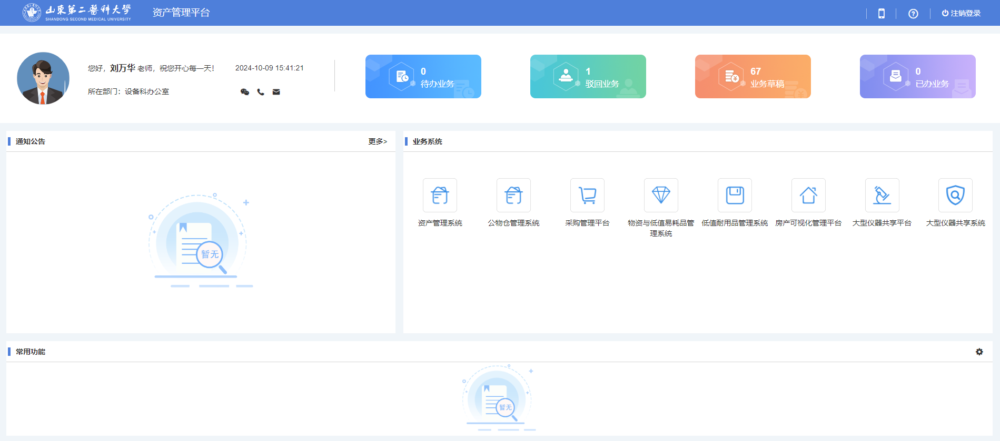 山東第二醫科大學
SHANDONG SECOND MEDICAL UNIVERSITY
资产管理平台
注销登录
您好，刘万华 老师，祝您开心每一天！
2024-10-09 15:41:21
所在部门：设备科办公室
0
待办业务
1
驳回业务
67
业务草稿
0
已办业务
通知公告
更多>
暂无
业务系统
资产管理系统
公物仓管理系统
采购管理平台
物资与低值易耗品管
理系统
低值耐用品管理系统
房产可视化管理平台
大型仪器共享平台
大型仪器共享系统
常用功能
暂无